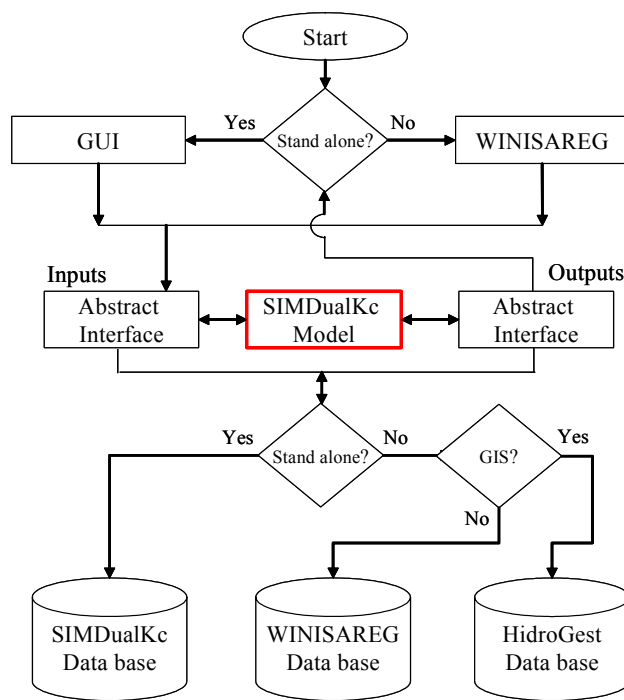 Start
Yes
No
GUI
Stand alone?
WINISAREG
Inputs
Outputs
Abstract
Interface
SIMDualKc
Model
Abstract
Interface
Yes
No
Yes
Stand alone?
GIS?
No
SIMDualKc
Data base
WINISAREG
Data base
HidroGest
Data base